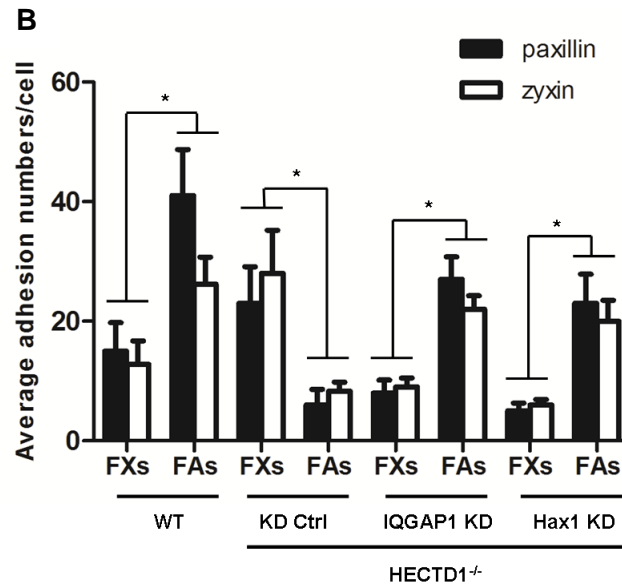 B
paxillin
zyxin
Average adhesion numbers/cell
60
40
20
0
*
*
*
*
FXs FAs FXs FAs FXs FAs FXs FAs
WT KD Ctrl IQGAP1 KD Hax1 KD
HECTD1-/-